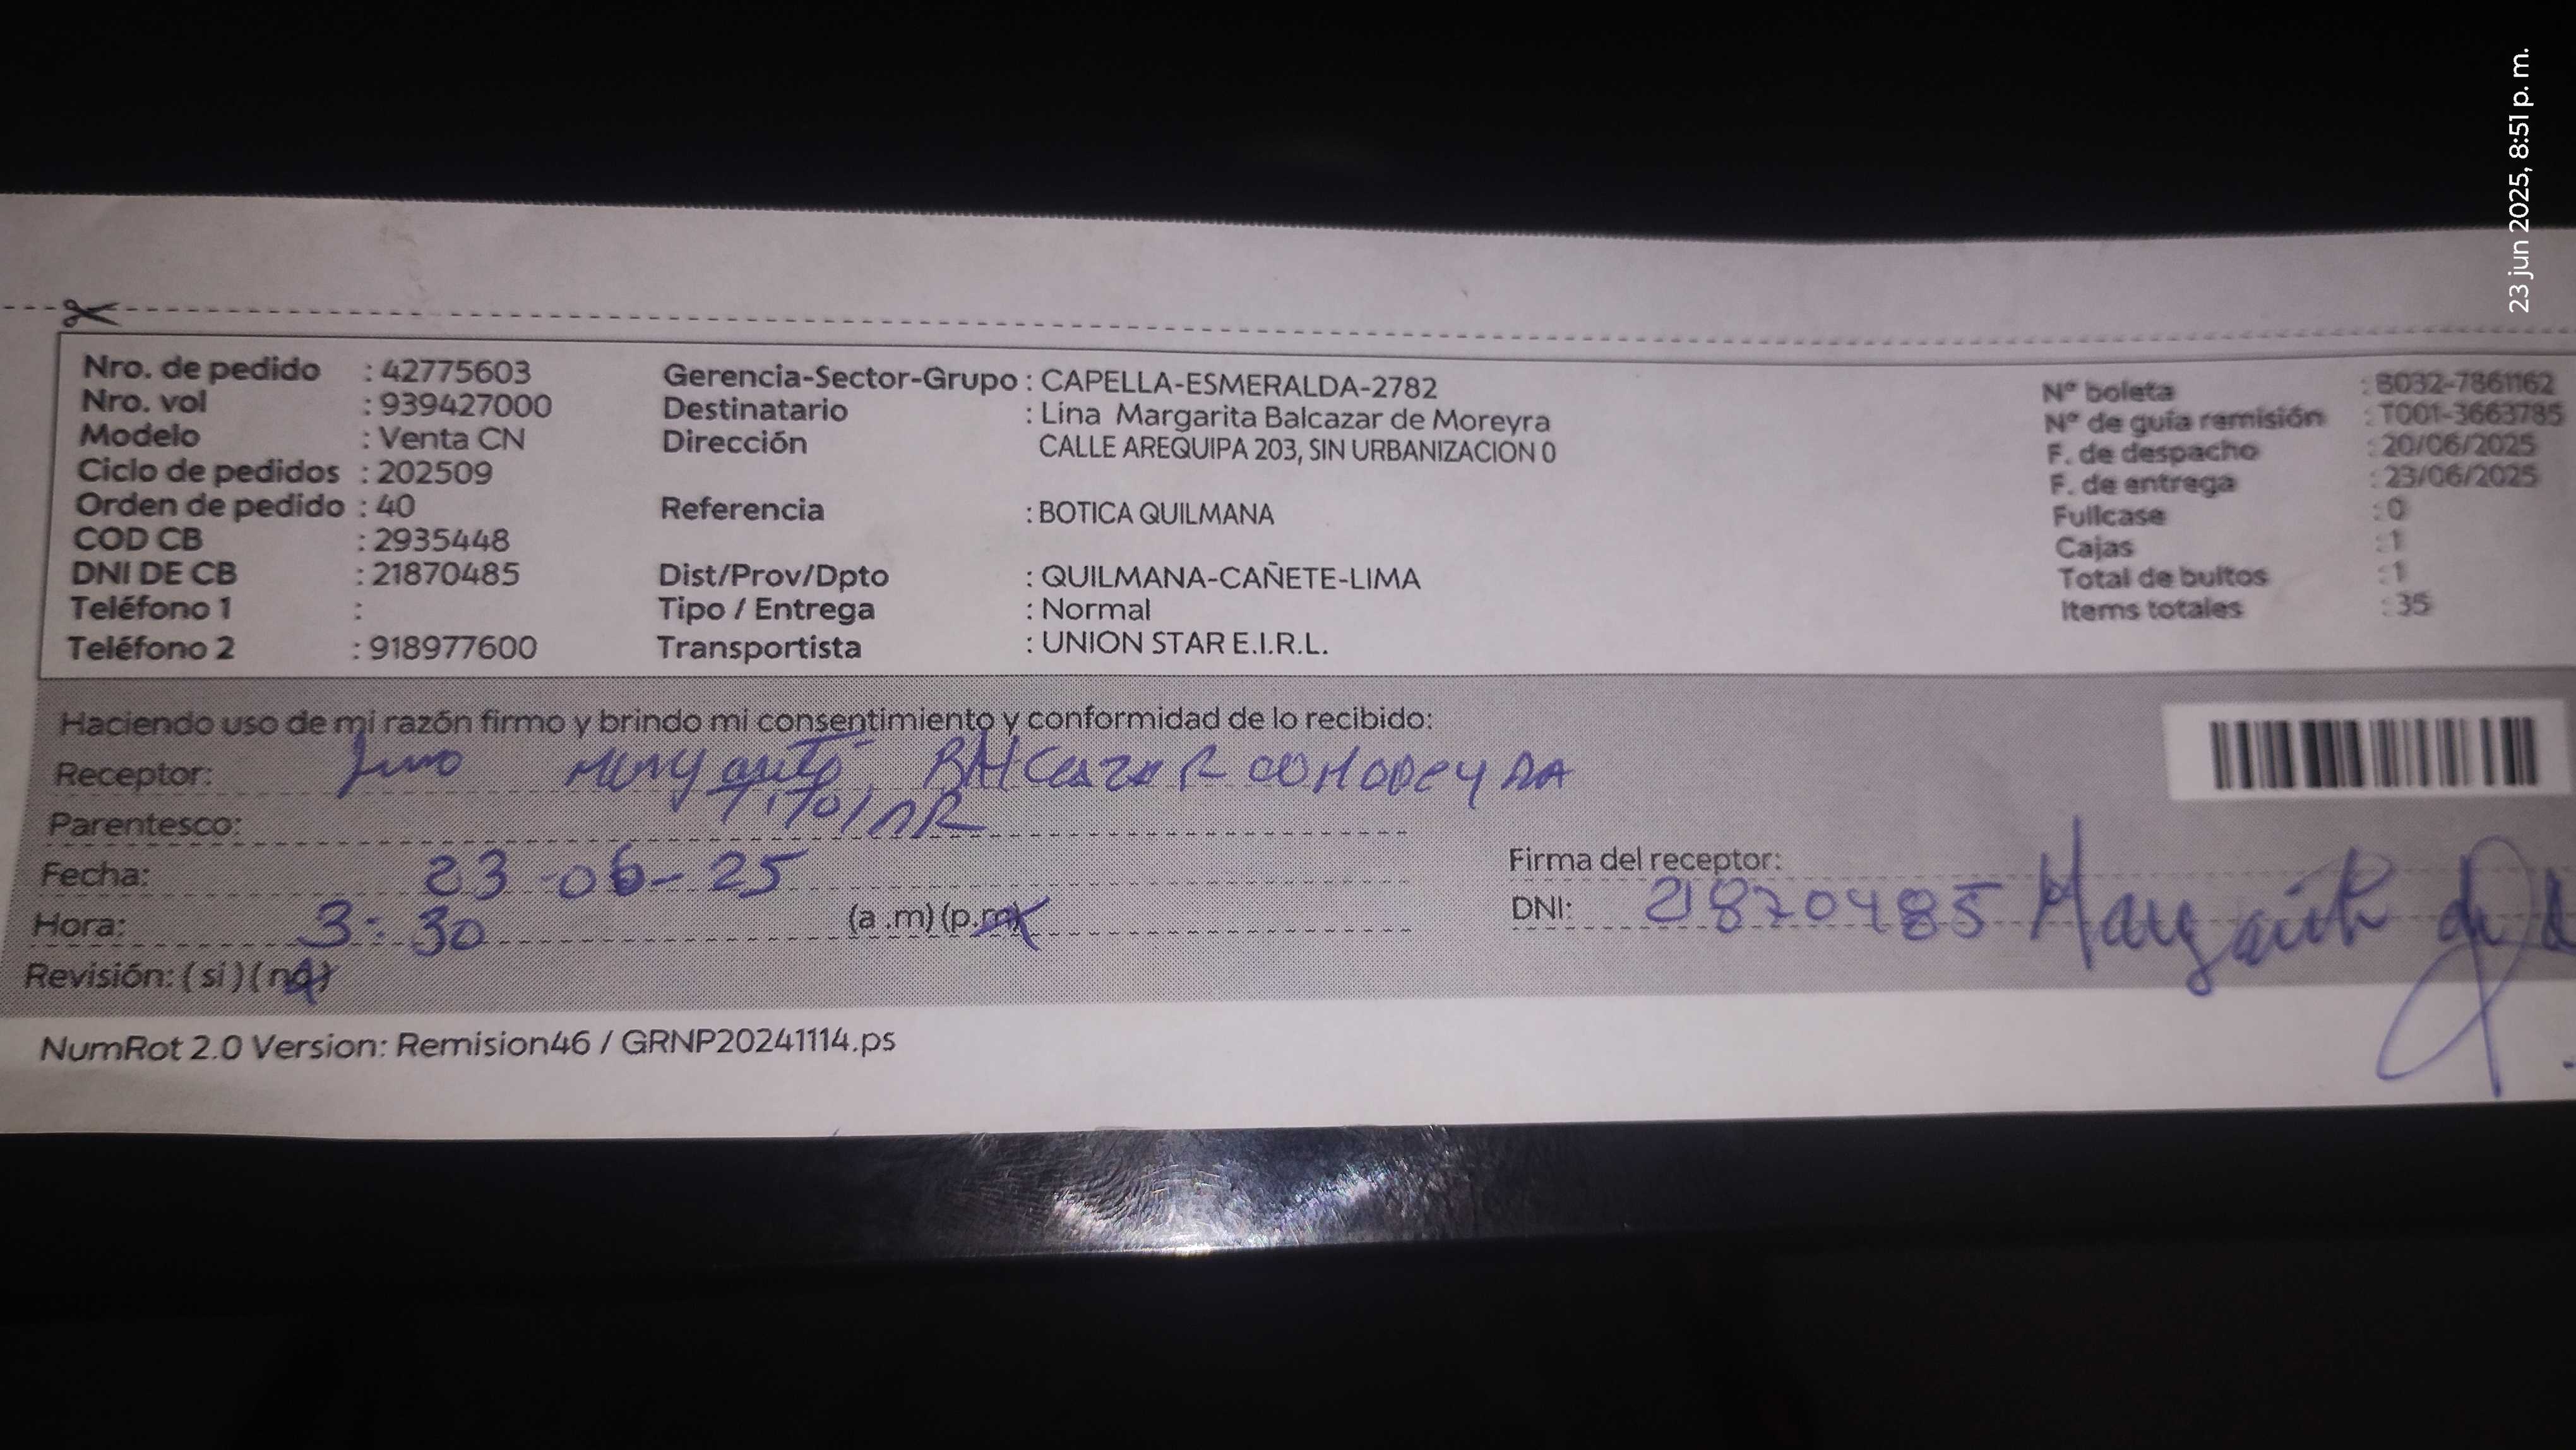 23 jun 2025, 8:51 p. m.
Nro. de pedido : 42775603
Nro. vol : 939427000
Modelo : Venta CN
Ciclo de pedidos : 202509
Orden de pedido : 40
COD CB : 2935448
DNI DE CB : 21870485
Teléfono 1 :
Teléfono 2 : 918977600
Gerencia-Sector-Grupo : CAPELLA-ESMERALDA-2782
Destinatario : Lina Margarita Balcazar de Moreyra
Dirección CALLE AREQUIPA 203, SIN URBANIZACION 0
Referencia : BOTICA QUILMANA
Dist/Prov/Dpto : QUILMANA-CAÑETE-LIMA
Tipo / Entrega : Normal
Transportista : UNION STAR E.I.R.L.
Nº boleta : B032-7861162
Nº de guía remisión : T001-3663785
F. de despacho : 20/06/2025
F. de entrega : 23/06/2025
Fullcase : 0
Cajas : 1
Total de bultos : 1
Items totales : 35
Haciendo uso de mi razón firmo y brindo mi consentimiento y conformidad de lo recibido:
Receptor: BAlcazaR
Parentesco: TiTolAR
Fecha: 23-06-25
Hora: 3:30 (a .m) (p.m)
Revisión: ( si ) ( no )
Firma del receptor: Margarita de
DNI: 21870485
NumRot 2.0 Version: Remision46 / GRNP20241114.ps